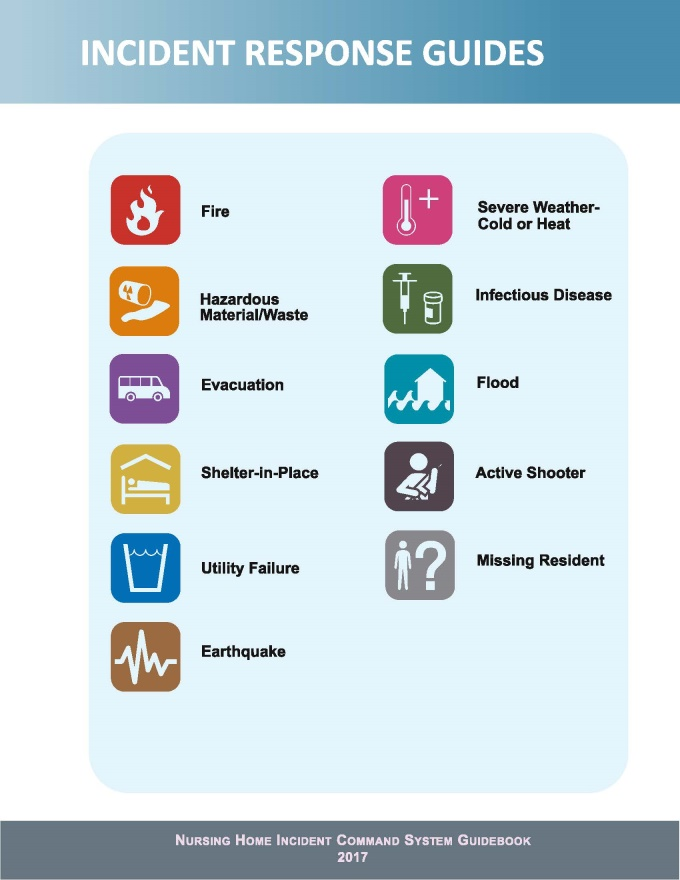 INCIDENT RESPONSE GUIDES
Fire
Hazardous
Material/Waste
Evacuation
Shelter-in-Place
Utility Failure
Earthquake
Severe Weather-
Cold or Heat
Infectious Disease
Flood
Active Shooter
Missing Resident
NURSING HOME INCIDENT COMMAND SYSTEM GUIDEBOOK
2017